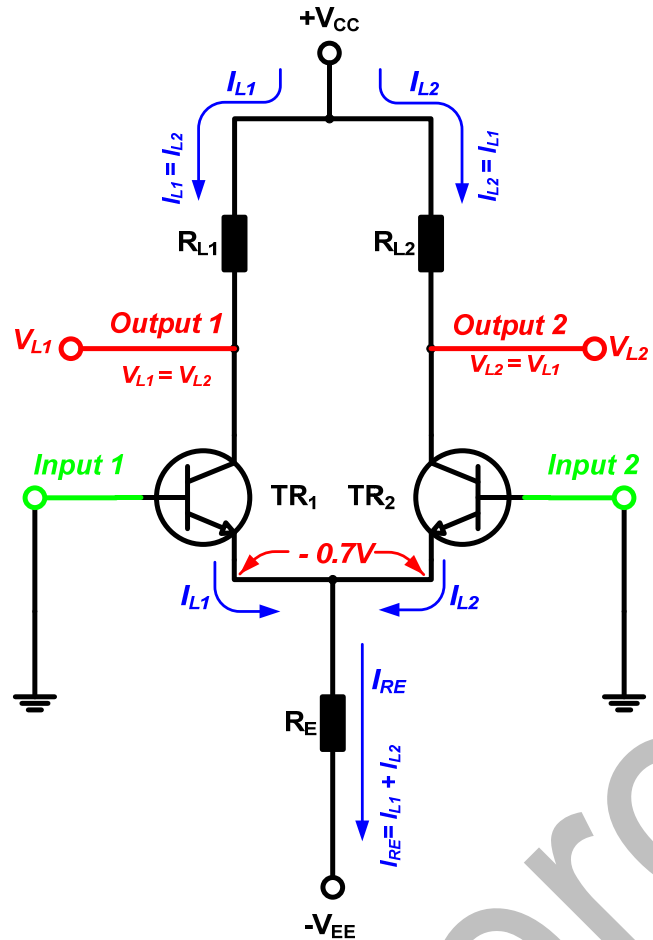 +VCC
IL1
IL2
IL1 = IL2
IL2 = IL1
RL1
RL2
Output 1
Output 2
VL1
VL2
VL1 = VL2
VL2 = VL1
Input 1
Input 2
TR1
TR2
- 0.7V
IL1
IL2
IRE
RE
IRE = IL1 + IL2
-VEE